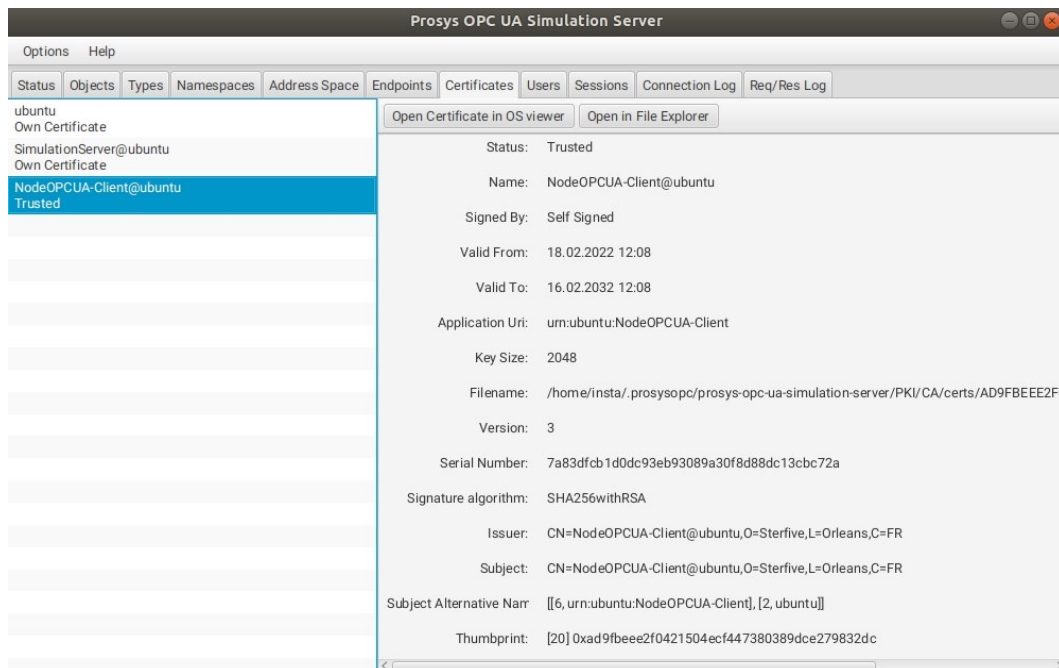 Prosys OPC UA Simulation Server
Options Help
Status Objects Types Namespaces Address Space Endpoints Certificates Users Sessions Connection Log Req/Res Log
ubuntu
Own Certificate
SimulationServer@ubuntu
Own Certificate
NodeOPCUA-Client@ubuntu
Trusted
Open Certificate in OS viewer Open in File Explorer
Status: Trusted
Name: NodeOPCUA-Client@ubuntu
Signed By: Self Signed
Valid From: 18.02.2022 12:08
Valid To: 16.02.2032 12:08
Application Uri: urn:ubuntu:NodeOPCUA-Client
Key Size: 2048
Filename: /home/insta/.prosysopc/prosys-opc-ua-simulation-server/PKI/CA/certs/AD9FBEEE2F
Version: 3
Serial Number: 7a83dfcb1d0dc93eb93089a30f8d88dc13cbc72a
Signature algorithm: SHA256withRSA
Issuer: CN=NodeOPCUA-Client@ubuntu,O=Sterfive,L=Orleans,C=FR
Subject: CN=NodeOPCUA-Client@ubuntu,O=Sterfive,L=Orleans,C=FR
Subject Alternative Nam [[6, urn:ubuntu:NodeOPCUA-Client], [2, ubuntu]]
Thumbprint: [20] 0xad9fbeee2f0421504ecf447380389dce279832dc